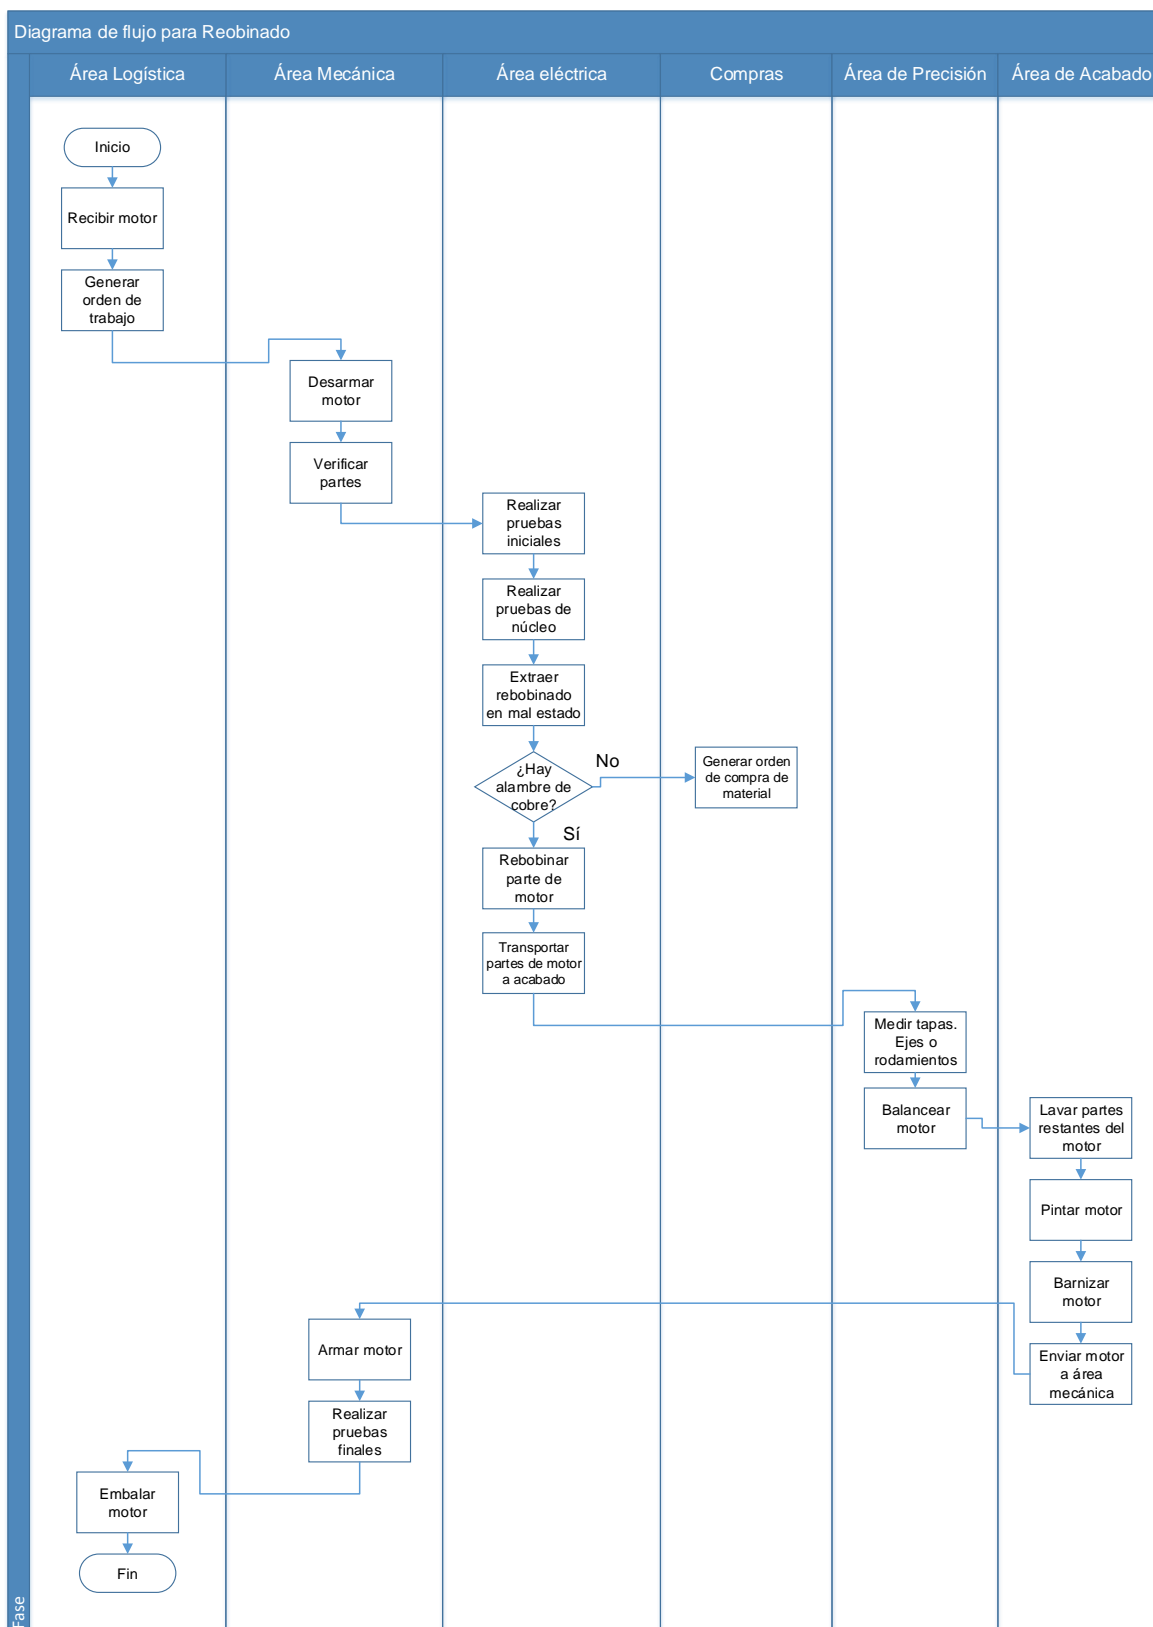 Diagrama de flujo para Reobinado
Área Logística
Área Mecánica
Área eléctrica
Compras
Área de Precisión
Área de Acabado
Inicio
Recibir motor
Generar
orden de
trabajo
Desarmar
motor
Verificar
partes
Realizar
pruebas
iniciales
Realizar
pruebas de
núcleo
Extraer
rebobinado
en mal estado
¿Hay
alambre de
cobre?
No
Generar orden
de compra de
material
Sí
Rebobinar
parte de
motor
Transportar
partes de motor
a acabado
Medir tapas.
Ejes o
rodamientos
Balancear
motor
Lavar partes
restantes del
motor
Pintar motor
Barnizar
motor
Enviar motor
a área
mecánica
Armar motor
Realizar
pruebas
finales
Embalar
motor
Fin
Fase